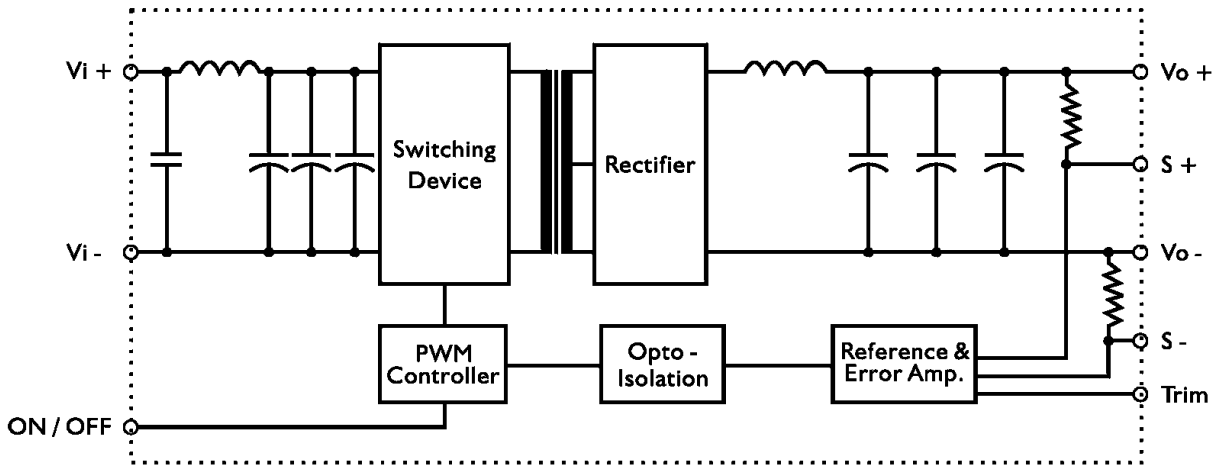 Vi +
Vo +
Switching
Device
Rectifier
S +
Vi -
Vo -
PWM
Controller
Opto -
Isolation
Reference &
Error Amp.
S -
Trim
ON / OFF